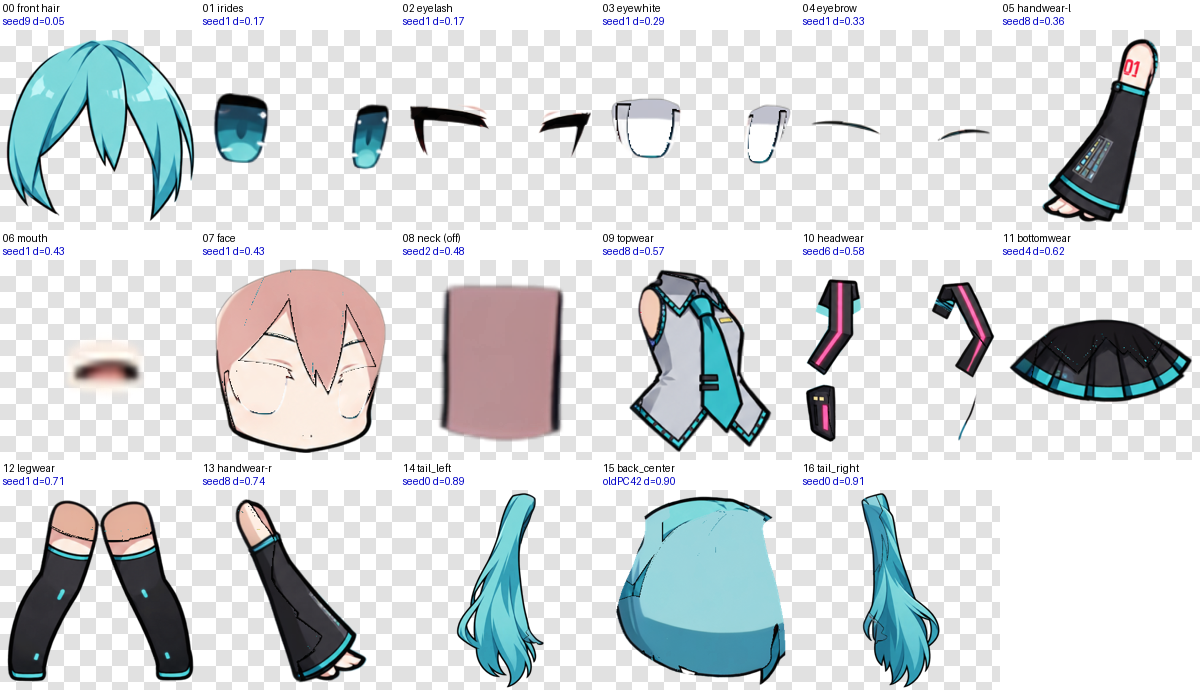 00 front hair
seed9 d=0.05
01 irides
seed1 d=0.17
02 eyelash
seed1 d=0.17
03 eyewhite
seed1 d=0.29
04 eyebrow
seed1 d=0.33
05 handwear-l
seed8 d=0.36
01
06 mouth
seed1 d=0.43
07 face
seed1 d=0.43
08 neck (off)
seed2 d=0.48
09 topwear
seed8 d=0.57
10 headwear
seed6 d=0.58
11 bottomwear
seed4 d=0.62
12 legwear
seed1 d=0.71
13 handwear-r
seed8 d=0.74
14 tail_left
seed0 d=0.89
15 back_center
oldPC42 d=0.90
16 tail_right
seed0 d=0.91